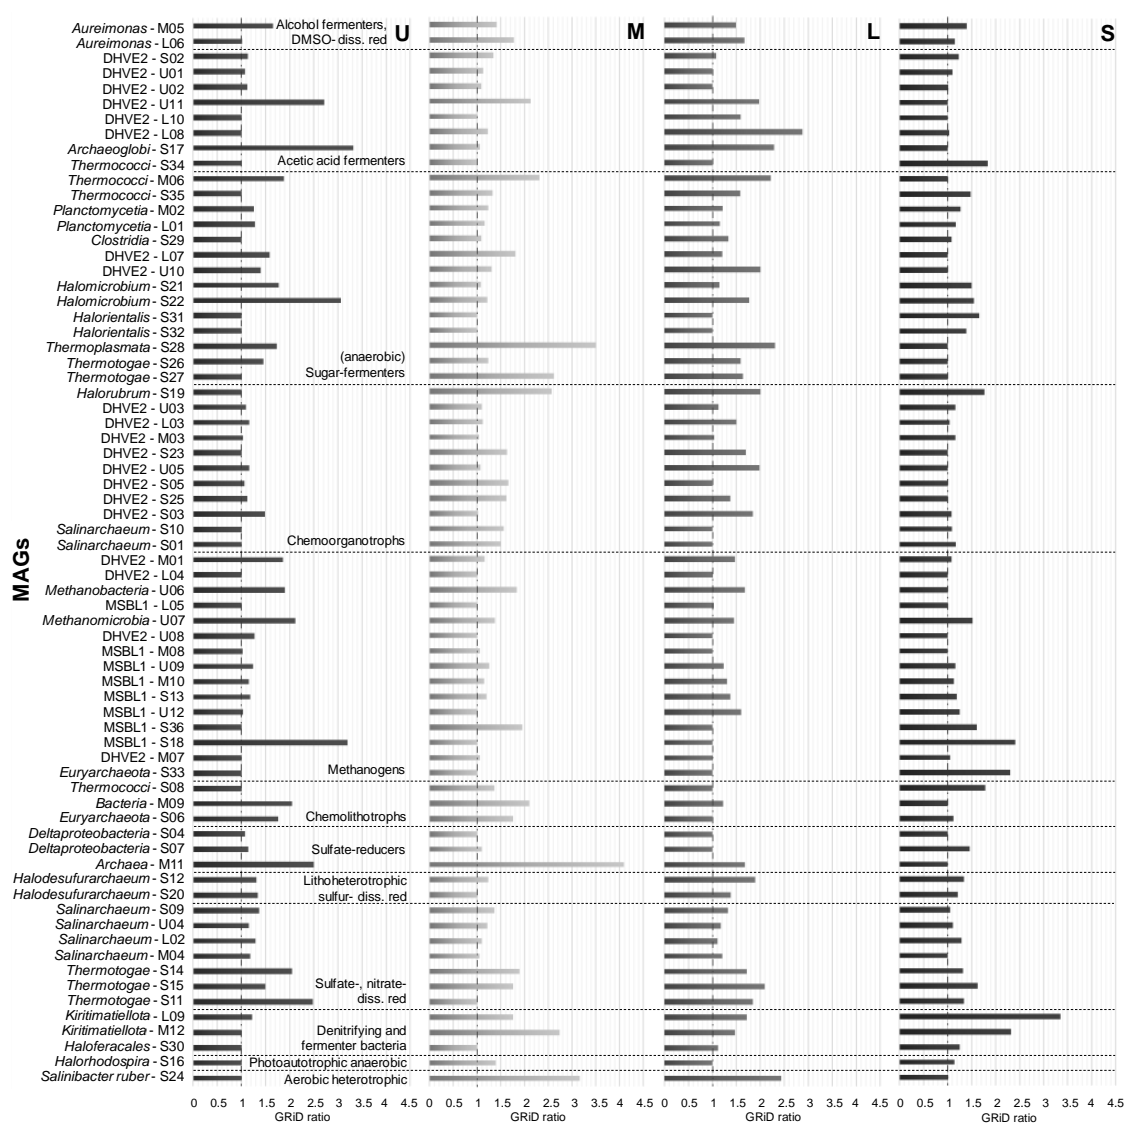 U
M
L
S
MAGs
Aureimonas - M05
Alcohol fermenters,
Aureimonas - L06
DMSO- diss. red
DHVE2 - S02
DHVE2 - U01
DHVE2 - U02
DHVE2 - U11
DHVE2 - L10
DHVE2 - L08
Archaeoglobi - S17
Thermococci - S34
Acetic acid fermenters
Thermococci - M06
Thermococci - S35
Planctomycetia - M02
Planctomycetia - L01
Clostridia - S29
DHVE2 - L07
DHVE2 - U10
Halomicrobium - S21
Halomicrobium - S22
Halorientalis - S31
Halorientalis - S32
Thermoplasmata - S28
Thermotogae - S26
(anaerobic)
Thermotogae - S27
Sugar-fermenters
Halorubrum - S19
DHVE2 - U03
DHVE2 - L03
DHVE2 - M03
DHVE2 - S23
DHVE2 - U05
DHVE2 - S05
DHVE2 - S25
DHVE2 - S03
Salinarchaeum - S10
Salinarchaeum - S01
Chemoorganotrophs
DHVE2 - M01
DHVE2 - L04
Methanobacteria - U06
MSBL1 - L05
Methanomicrobia - U07
DHVE2 - U08
MSBL1 - M08
MSBL1 - U09
MSBL1 - M10
MSBL1 - S13
MSBL1 - U12
MSBL1 - S36
MSBL1 - S18
DHVE2 - M07
Euryarchaeota - S33
Methanogens
Thermococci - S08
Bacteria - M09
Euryarchaeota - S06
Chemolithotrophs
Deltaproteobacteria - S04
Deltaproteobacteria - S07
Sulfate-reducers
Archaea - M11
Halodesufurarchaeum - S12
Lithoheterotrophic
Halodesufurarchaeum - S20
sulfur- diss. red
Salinarchaeum - S09
Salinarchaeum - U04
Salinarchaeum - L02
Salinarchaeum - M04
Thermotogae - S14
Thermotogae - S15
Sulfate-, nitrate-
Thermotogae - S11
diss. red
Kiritimatiellota - L09
Kiritimatiellota - M12
Denitrifying and
Haloferacales - S30
fermenter bacteria
Halorhodospira - S16
Photoautotrophic anaerobic
Salinibacter ruber - S24
Aerobic heterotrophic
0 0.5 1 1.5 2 2.5 3 3.5 4 4.5
GRiD ratio
0 0.5 1 1.5 2 2.5 3 3.5 4 4.5
GRiD ratio
0 0.5 1 1.5 2 2.5 3 3.5 4 4.5
GRiD ratio
0 0.5 1 1.5 2 2.5 3 3.5 4 4.5
GRiD ratio